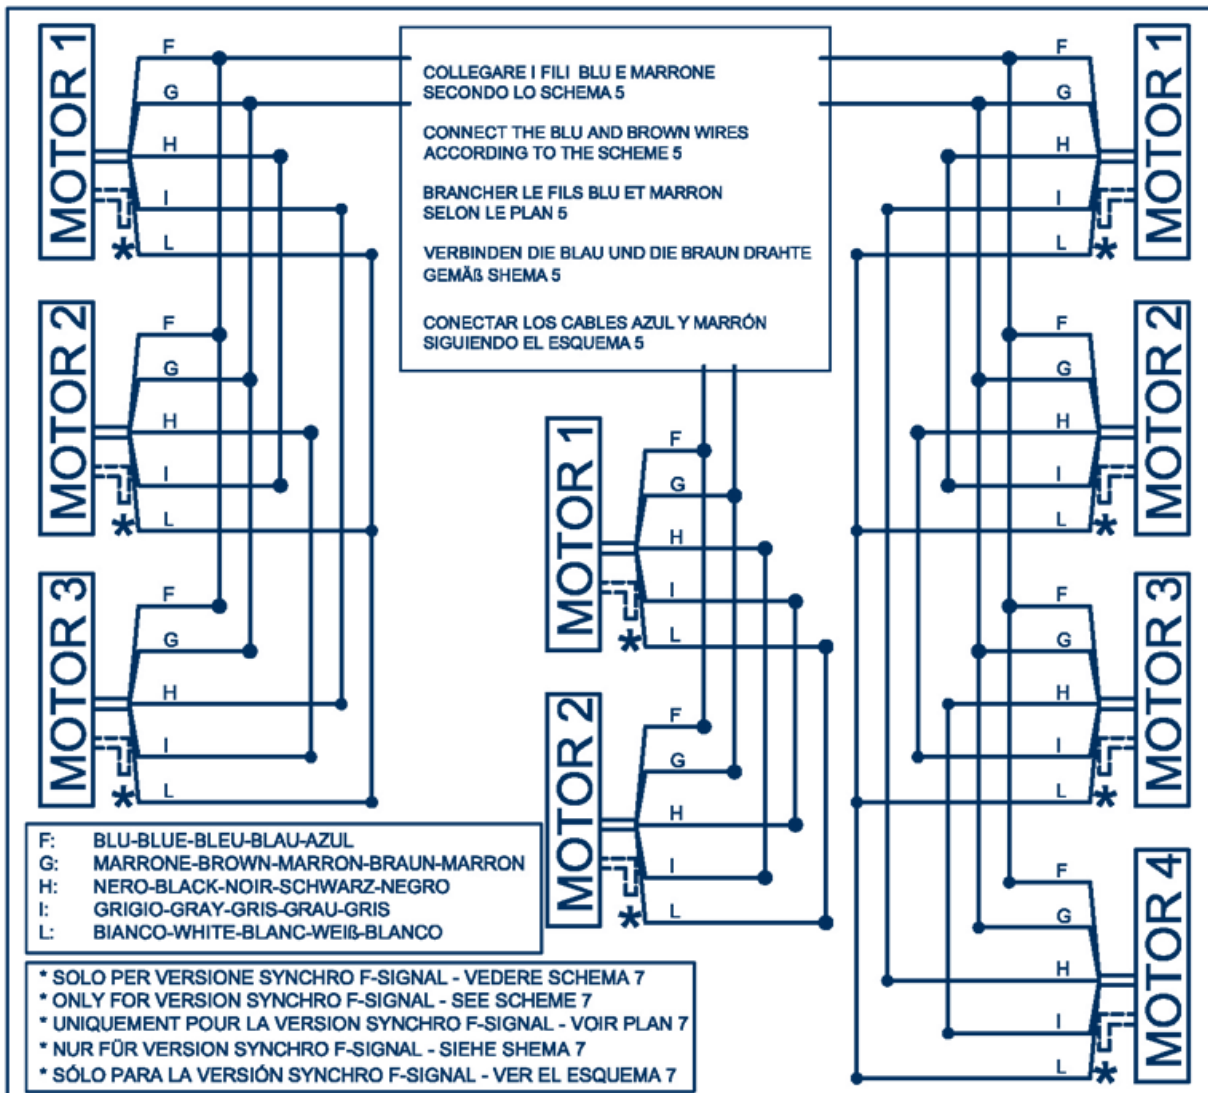 MOTOR 1
F
G
H
I
L
*
MOTOR 2
F
G
H
I
L
*
MOTOR 3
F
G
H
I
L
*
COLLEGARE I FILI BLU E MARRONE
SECONDO LO SCHEMA 5
CONNECT THE BLU AND BROWN WIRES
ACCORDING TO THE SCHEME 5
BRANCHER LE FILS BLU ET MARRON
SELON LE PLAN 5
VERBINDEN DIE BLAU UND DIE BRAUN DRAHTE
GEMÄß SHEMA 5
CONECTAR LOS CABLES AZUL Y MARRÓN
SIGUIENDO EL ESQUEMA 5
MOTOR 1
F
G
H
I
L
*
MOTOR 2
F
G
H
I
L
*
MOTOR 1
F
G
H
I
L
*
MOTOR 2
F
G
H
I
L
*
MOTOR 3
F
G
H
I
L
*
MOTOR 4
F
G
H
I
L
*
F: BLU-BLUE-BLEU-BLAU-AZUL
G: MARRONE-BROWN-MARRON-BRAUN-MARRON
H: NERO-BLACK-NOIR-SCHWARZ-NEGRO
I: GRIGIO-GRAY-GRIS-GRAU-GRIS
L: BIANCO-WHITE-BLANC-WEIß-BLANCO
* SOLO PER VERSIONE SYNCHRO F-SIGNAL - VEDERE SCHEMA 7
* ONLY FOR VERSION SYNCHRO F-SIGNAL - SEE SCHEME 7
* UNIQUEMENT POUR LA VERSION SYNCHRO F-SIGNAL - VOIR PLAN 7
* NUR FÜR VERSION SYNCHRO F-SIGNAL - SIEHE SHEMA 7
* SÓLO PARA LA VERSIÓN SYNCHRO F-SIGNAL - VER EL ESQUEMA 7